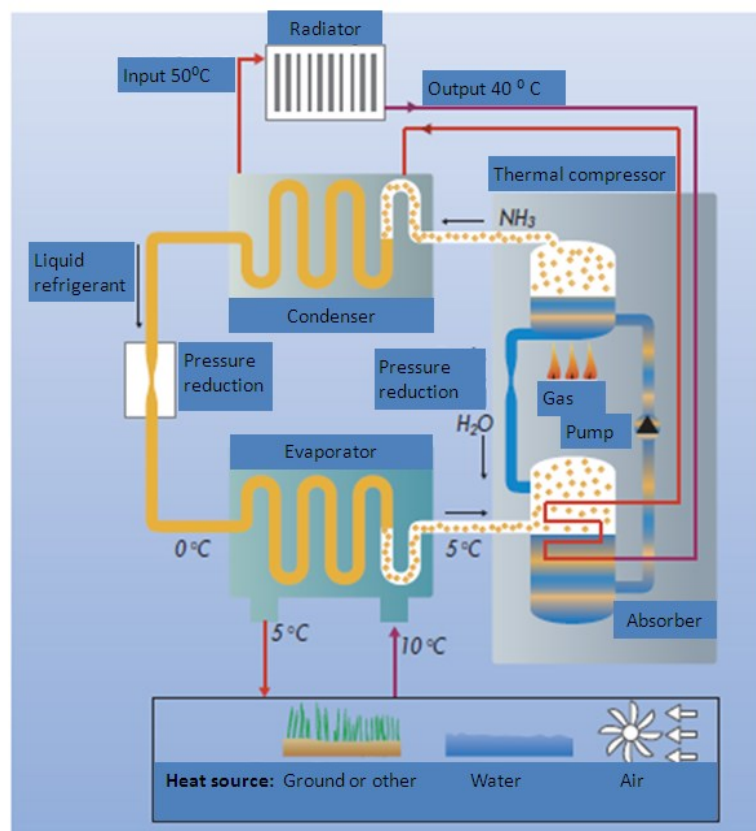 Radiator
Input 50⁰C
Output 40 ⁰ C
Thermal compressor
NH₃
Liquid
refrigerant
Condenser
Pressure
reduction
Pressure
reduction
Gas
Pump
H₂O
Evaporator
0°C
5°C
Absorber
5°C
10°C
Heat source: Ground or other Water Air